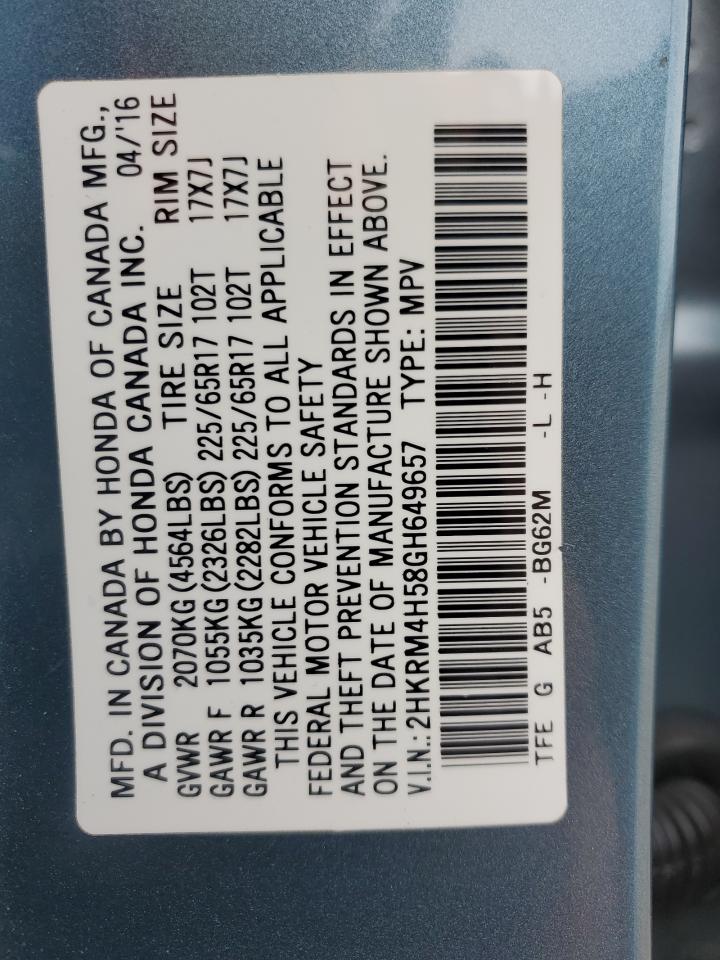 MFD. IN CANADA BY HONDA OF CANADA MFG.,
A DIVISION OF HONDA CANADA INC. 04/'16
GVWR 2070KG (4564LBS) TIRE SIZE RIM SIZE
GAWR F 1055KG (2326LBS) 225/65R17 102T 17X7J
GAWR R 1035KG (2282LBS) 225/65R17 102T 17X7J
THIS VEHICLE CONFORMS TO ALL APPLICABLE
FEDERAL MOTOR VEHICLE SAFETY
AND THEFT PREVENTION STANDARDS IN EFFECT
ON THE DATE OF MANUFACTURE SHOWN ABOVE.
V.I.N.: 2HKRM4H58GH649657 TYPE: MPV
TFE G AB5 -BG62M -L -H